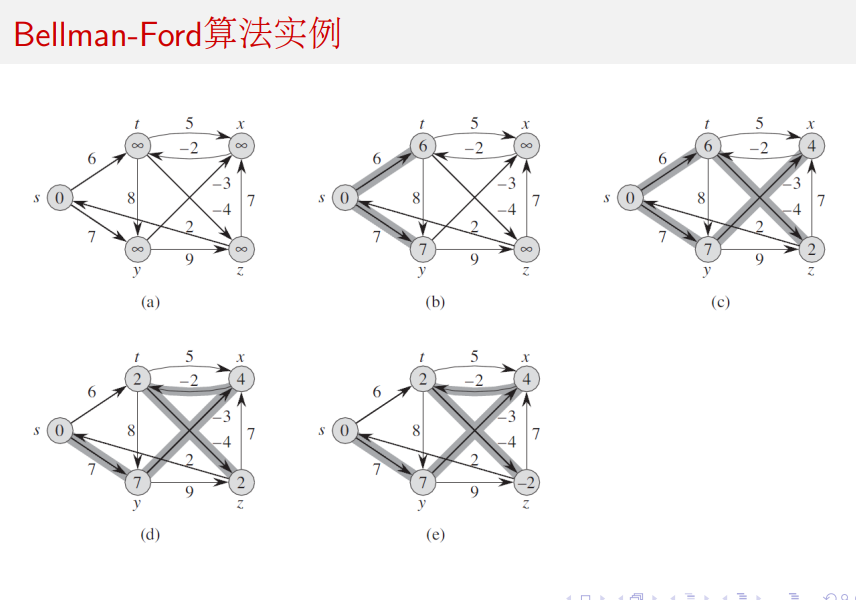 Bellman-Ford算法实例
t 5 x
∞ −2 ∞
6
−3
s 0 8 7
−4
7 2
∞ 9 ∞
y z
(a)
t 5 x
6 −2 ∞
6
−3
s 0 8 7
−4
7 2
7 9 ∞
y z
(b)
t 5 x
6 −2 4
6
−3
s 0 8 7
−4
7 2
7 9 2
y z
(c)
t 5 x
2 −2 4
6
−3
s 0 8 7
−4
7 2
7 9 2
y z
(d)
t 5 x
2 −2 4
6
−3
s 0 8 7
−4
7 2
7 9 −2
y z
(e)